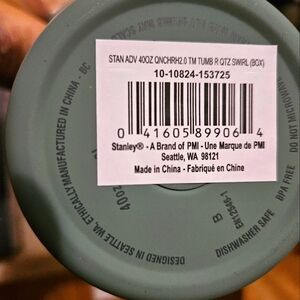 STAN ADV 40OZ QNCHRH2.0 TM TUMB R QTZ SWIRL (BOX)
10-10824-153725
0 41605 89906 4
Stanley® - A Brand of PMI - Une Marque de PMI
Seattle, WA 98121
Made in China - Fabriqué en Chine
DESIGNED IN SEATTLE WA, ETHICALLY MANUFACTURED IN CHINA - BC
40oz
B
DISHWASHER SAFE
BPA FREE